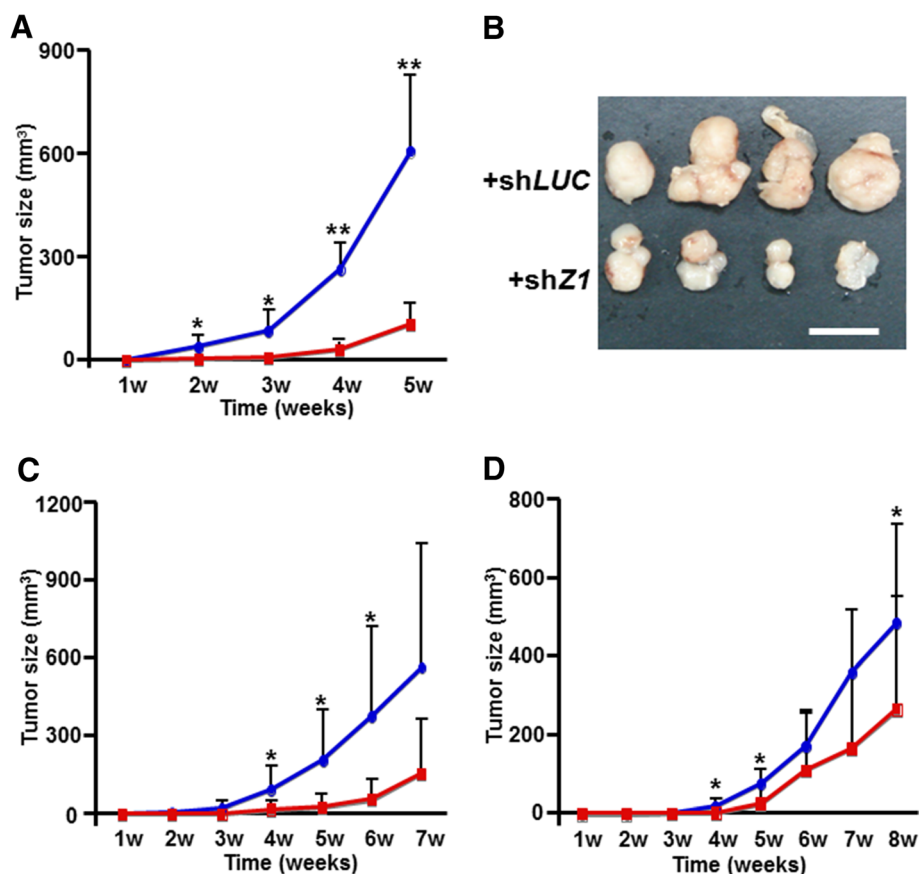 A
900
600
300
0
Tumor size (mm³)
*
*
**
**
1w 2w 3w 4w 5w
Time (weeks)
B
+shLUC
+shZ1
C
1200
900
600
300
0
Tumor size (mm³)
*
*
*
1w 2w 3w 4w 5w 6w 7w
Time (weeks)
D
800
600
400
200
0
Tumor size (mm³)
*
*
*
1w 2w 3w 4w 5w 6w 7w 8w
Time (weeks)